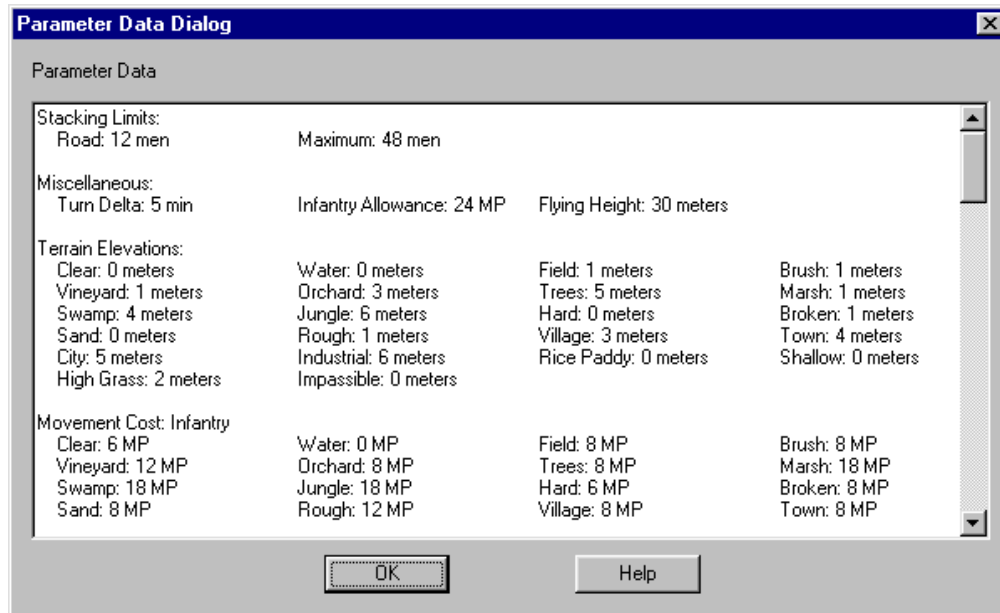 Parameter Data Dialog
Parameter Data
Stacking Limits:
Road: 12 men Maximum: 48 men
Miscellaneous:
Turn Delta: 5 min Infantry Allowance: 24 MP Flying Height: 30 meters
Terrain Elevations:
Clear: 0 meters Water: 0 meters Field: 1 meters Brush: 1 meters
Vineyard: 1 meters Orchard: 3 meters Trees: 5 meters Marsh: 1 meters
Swamp: 4 meters Jungle: 6 meters Hard: 0 meters Broken: 1 meters
Sand: 0 meters Rough: 1 meters Village: 3 meters Town: 4 meters
City: 5 meters Industrial: 6 meters Rice Paddy: 0 meters Shallow: 0 meters
High Grass: 2 meters Impassible: 0 meters
Movement Cost: Infantry
Clear: 6 MP Water: 0 MP Field: 8 MP Brush: 8 MP
Vineyard: 12 MP Orchard: 8 MP Trees: 8 MP Marsh: 18 MP
Swamp: 18 MP Jungle: 18 MP Hard: 6 MP Broken: 8 MP
Sand: 8 MP Rough: 12 MP Village: 8 MP Town: 8 MP
OK Help